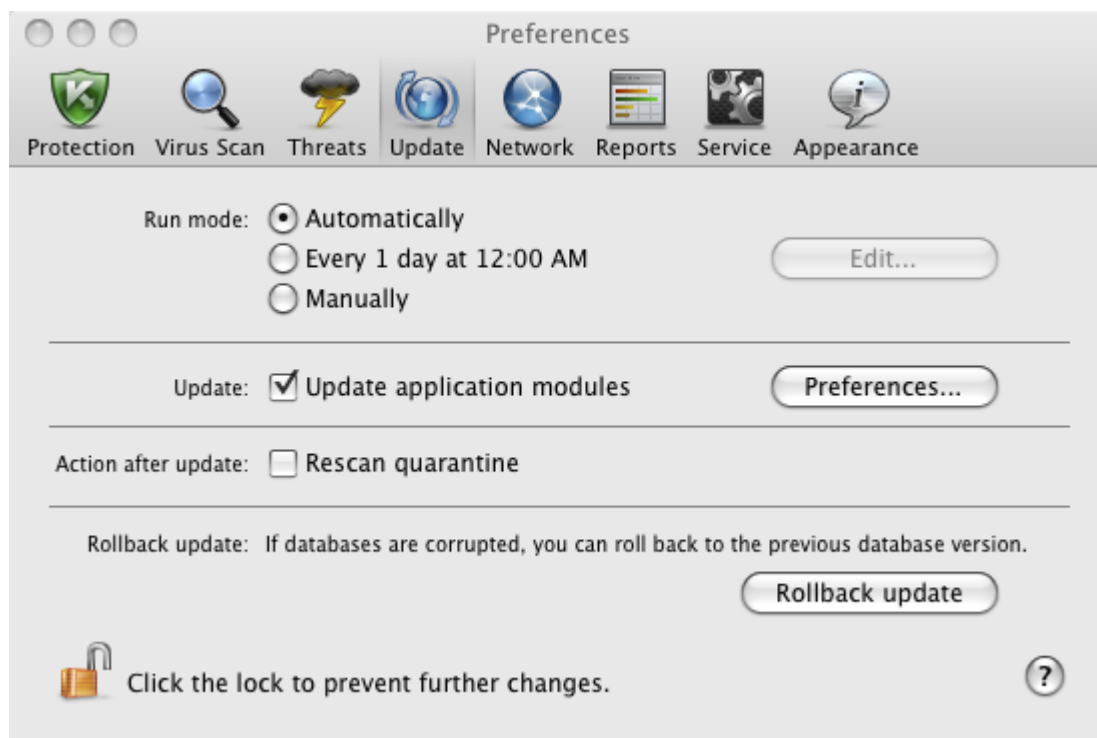 Preferences
Protection Virus Scan Threats Update Network Reports Service Appearance
Run mode: Automatically
Every 1 day at 12:00 AM Edit...
Manually
Update: Update application modules Preferences...
Action after update: Rescan quarantine
Rollback update: If databases are corrupted, you can roll back to the previous database version.
Rollback update
Click the lock to prevent further changes. ?